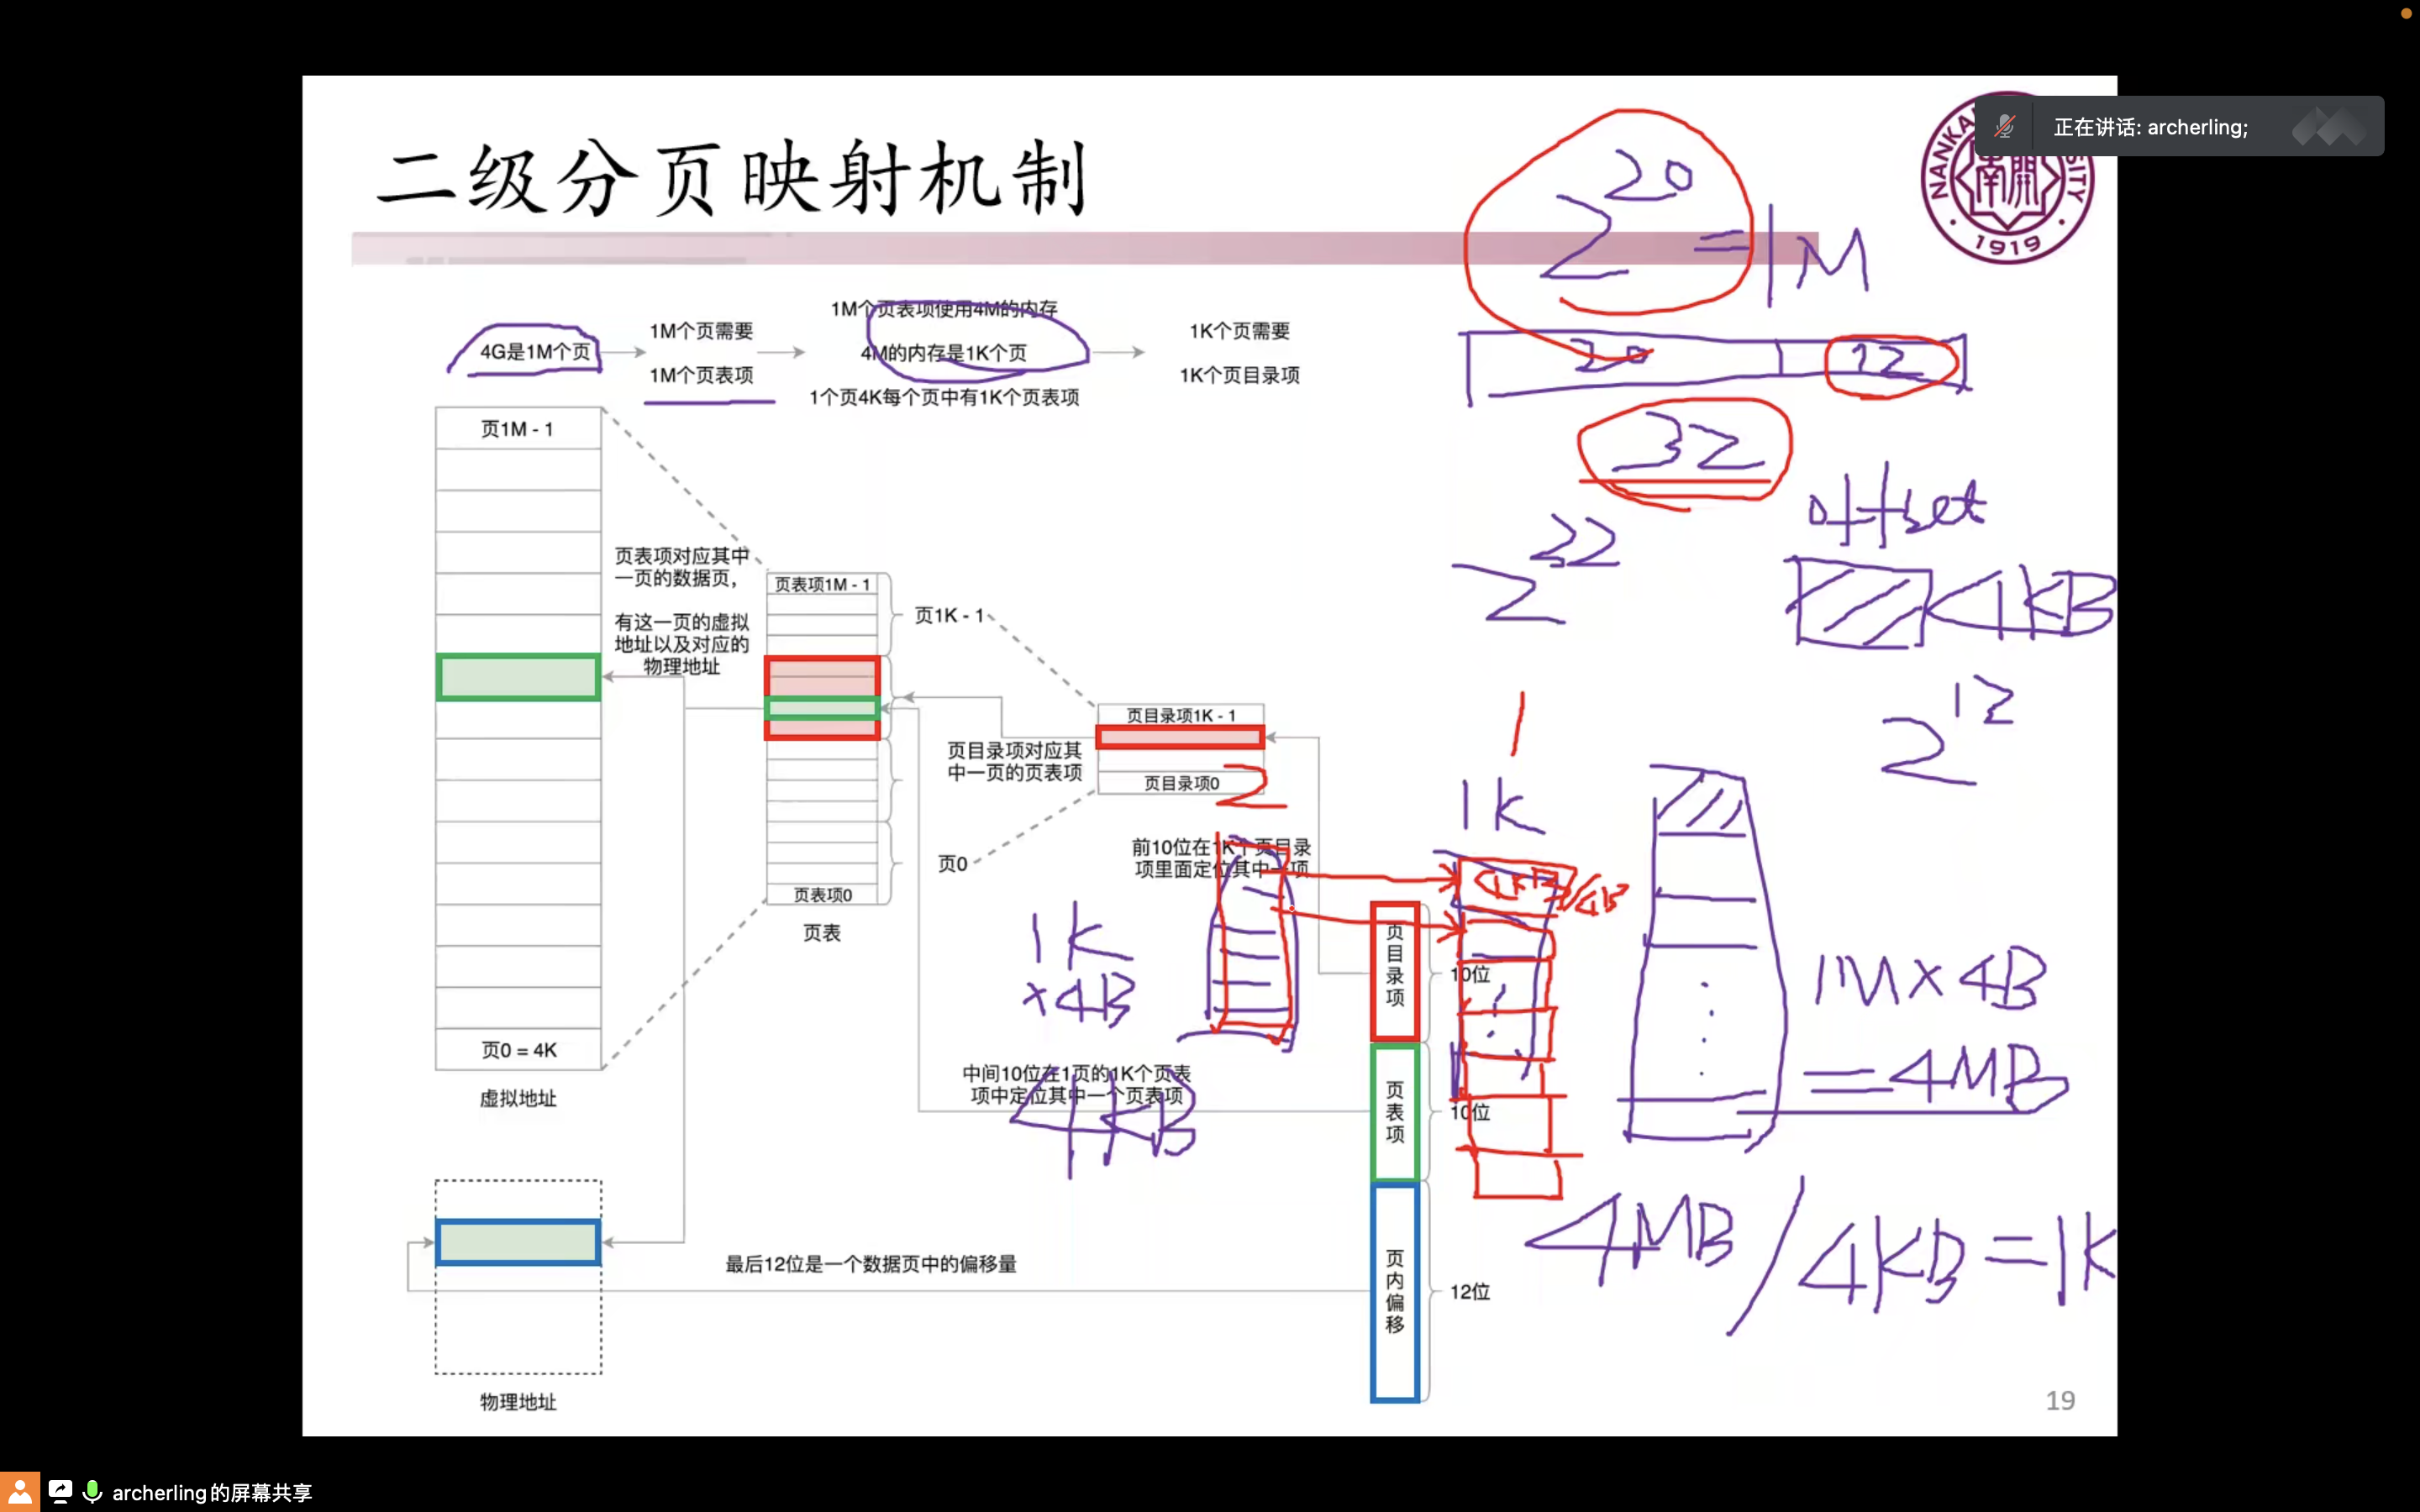 正在讲话: archerling;
二级分页映射机制
2^20 = 1M
4G是1M个页
1M个页需要
1M个页表项
1M个页表项使用4M的内存
4M的内存是1K个页
1个页4K每个页中有1K个页表项
1K个页需要
1K个页目录项
20
12
32
offset
2^22
4KB
2^12
页1M - 1
页表项对应其中
一页的数据页，
有这一页的虚拟
地址以及对应的
物理地址
页表项1M - 1
页1K - 1
页目录项1K - 1
页目录项对应其
中一页的页表项
页目录项0
2
1
1K
前10位在1K个页目录
项里面定位其中一项
页0
页表项0
页表
1K
×4B
4KB
页目录项
10位
1M×4B
=4MB
中间10位在1页的1K个页表
项中定位其中一个页表项
页表项
10位
页0 = 4K
虚拟地址
4MB/4KB=1K
最后12位是一个数据页中的偏移量
页内偏移
12位
物理地址
19
1919
archerling的屏幕共享